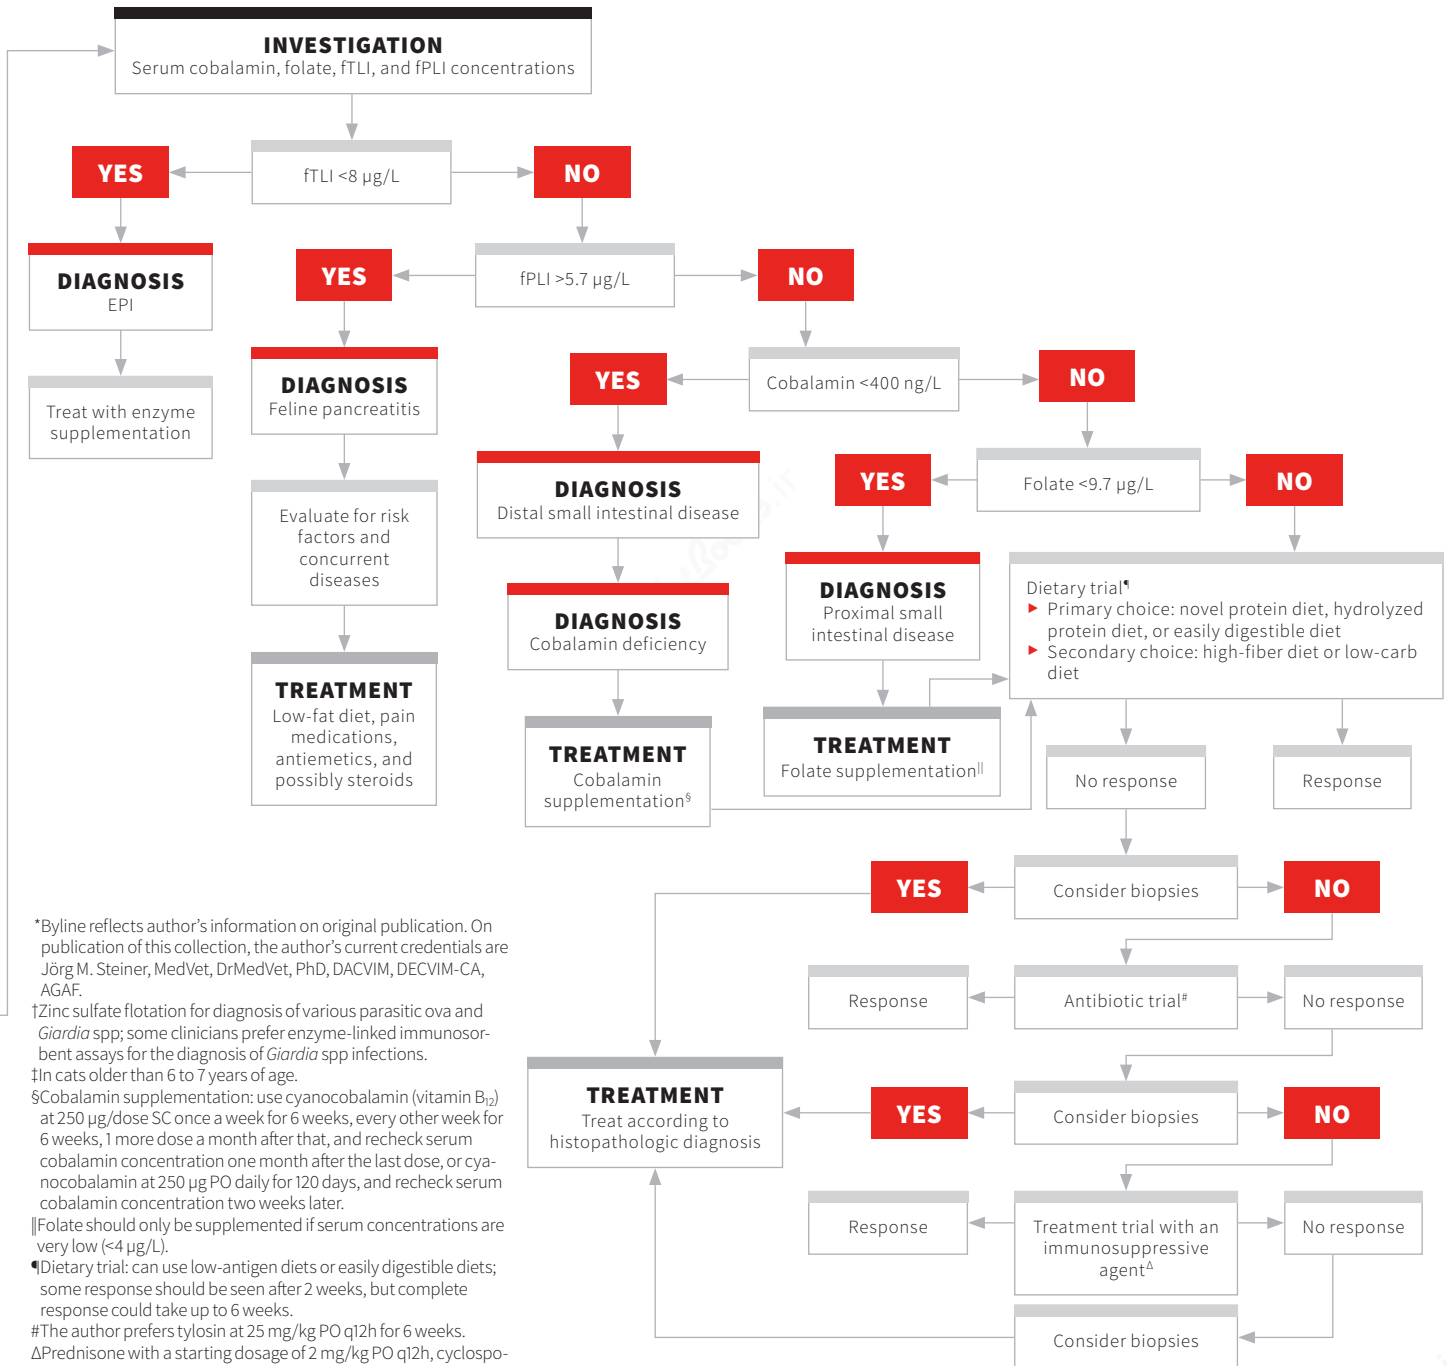 INVESTIGATION
Serum cobalamin, folate, fTLI, and fPLI concentrations
YES
fTLI <8 µg/L
NO
DIAGNOSIS
EPI
YES
fPLI >5.7 µg/L
NO
Treat with enzyme
supplementation
DIAGNOSIS
Feline pancreatitis
YES
Cobalamin <400 ng/L
NO
Evaluate for risk
factors and
concurrent
diseases
DIAGNOSIS
Distal small intestinal disease
YES
Folate <9.7 µg/L
NO
TREATMENT
Low-fat diet, pain
medications,
antiemetics, and
possibly steroids
DIAGNOSIS
Cobalamin deficiency
DIAGNOSIS
Proximal small
intestinal disease
Dietary trial¶
▶ Primary choice: novel protein diet, hydrolyzed
protein diet, or easily digestible diet
▶ Secondary choice: high-fiber diet or low-carb
diet
TREATMENT
Cobalamin
supplementation§
TREATMENT
Folate supplementation||
No response
Response
YES
Consider biopsies
NO
Response
Antibiotic trial#
No response
TREATMENT
Treat according to
histopathologic diagnosis
YES
Consider biopsies
NO
Response
Treatment trial with an
immunosuppressive
agentΔ
No response
Consider biopsies
*Byline reflects author's information on original publication. On
publication of this collection, the author's current credentials are
Jörg M. Steiner, MedVet, DrMedVet, PhD, DACVIM, DECVIM-CA,
AGAF.
†Zinc sulfate flotation for diagnosis of various parasitic ova and
Giardia spp; some clinicians prefer enzyme-linked immunosor-
bent assays for the diagnosis of Giardia spp infections.
‡In cats older than 6 to 7 years of age.
§Cobalamin supplementation: use cyanocobalamin (vitamin B12)
at 250 µg/dose SC once a week for 6 weeks, every other week for
6 weeks, 1 more dose a month after that, and recheck serum
cobalamin concentration one month after the last dose, or cya-
nocobalamin at 250 µg PO daily for 120 days, and recheck serum
cobalamin concentration two weeks later.
||Folate should only be supplemented if serum concentrations are
very low (<4 µg/L).
¶Dietary trial: can use low-antigen diets or easily digestible diets;
some response should be seen after 2 weeks, but complete
response could take up to 6 weeks.
#The author prefers tylosin at 25 mg/kg PO q12h for 6 weeks.
ΔPrednisone with a starting dosage of 2 mg/kg PO q12h, cyclospo-